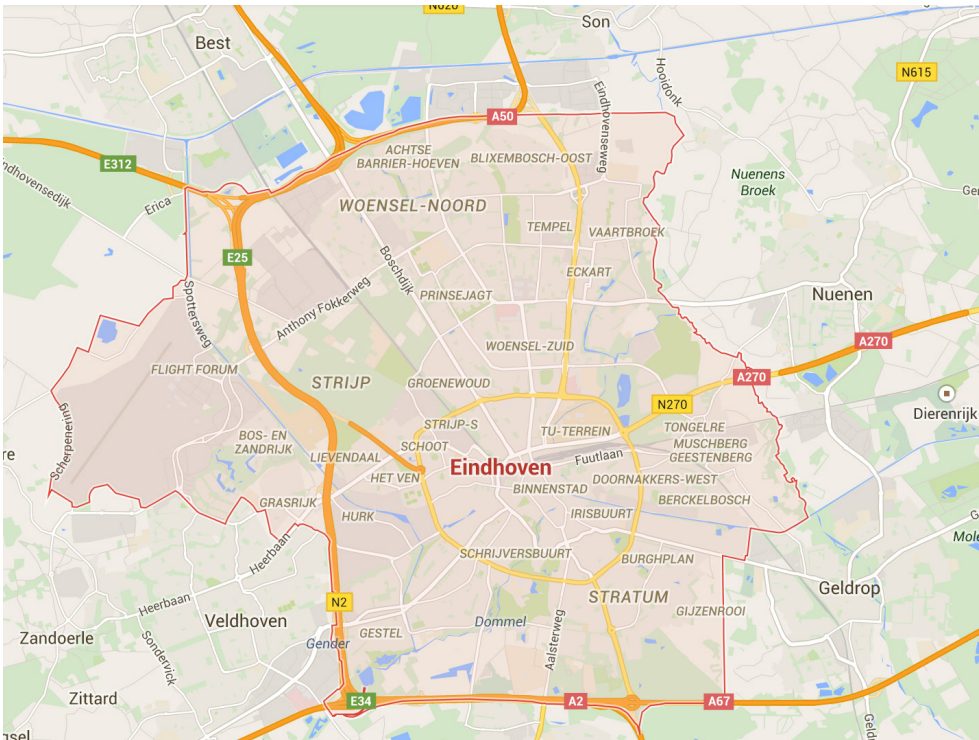 N620
Son
Best
N615
Hooidonk
Eindhovenseweg
A50
ACHTSE
BARRIER-HOEVEN
BLIXEMBOSCH-OOST
E312
Nuenens
Broek
Erica
WOENSEL-NOORD
TEMPEL
VAARTBROEK
E25
Boschdijk
ECKART
Spottersweg
Anthony Fokkerweg
PRINSEJAGT
Nuenen
WOENSEL-ZUID
A270
FLIGHT FORUM
STRIJP
GROENEWOUD
A270
Dierenrijk
N270
Scherpenering
STRIJP-S
TU-TERREIN
TONGELRE
BOS- EN
ZANDRIJK
SCHOOT
MUSCHBERG
GEESTENBERG
LIEVENDAAL
Fuutlaan
Eindhoven
HET VEN
BINNENSTAD
DOORNAKKERS-WEST
GRASRIJK
BERCKELBOSCH
HURK
IRISBUURT
Heerbaan
SCHRIJVERSBUURT
BURGHPLAN
Geldrop
Heerbaan
N2
STRATUM
GIJZENROOI
Veldhoven
Zandoerle
GESTEL
Dommel
Gender
Sondervick
Aalsterweg
Zittard
E34
A2
A67